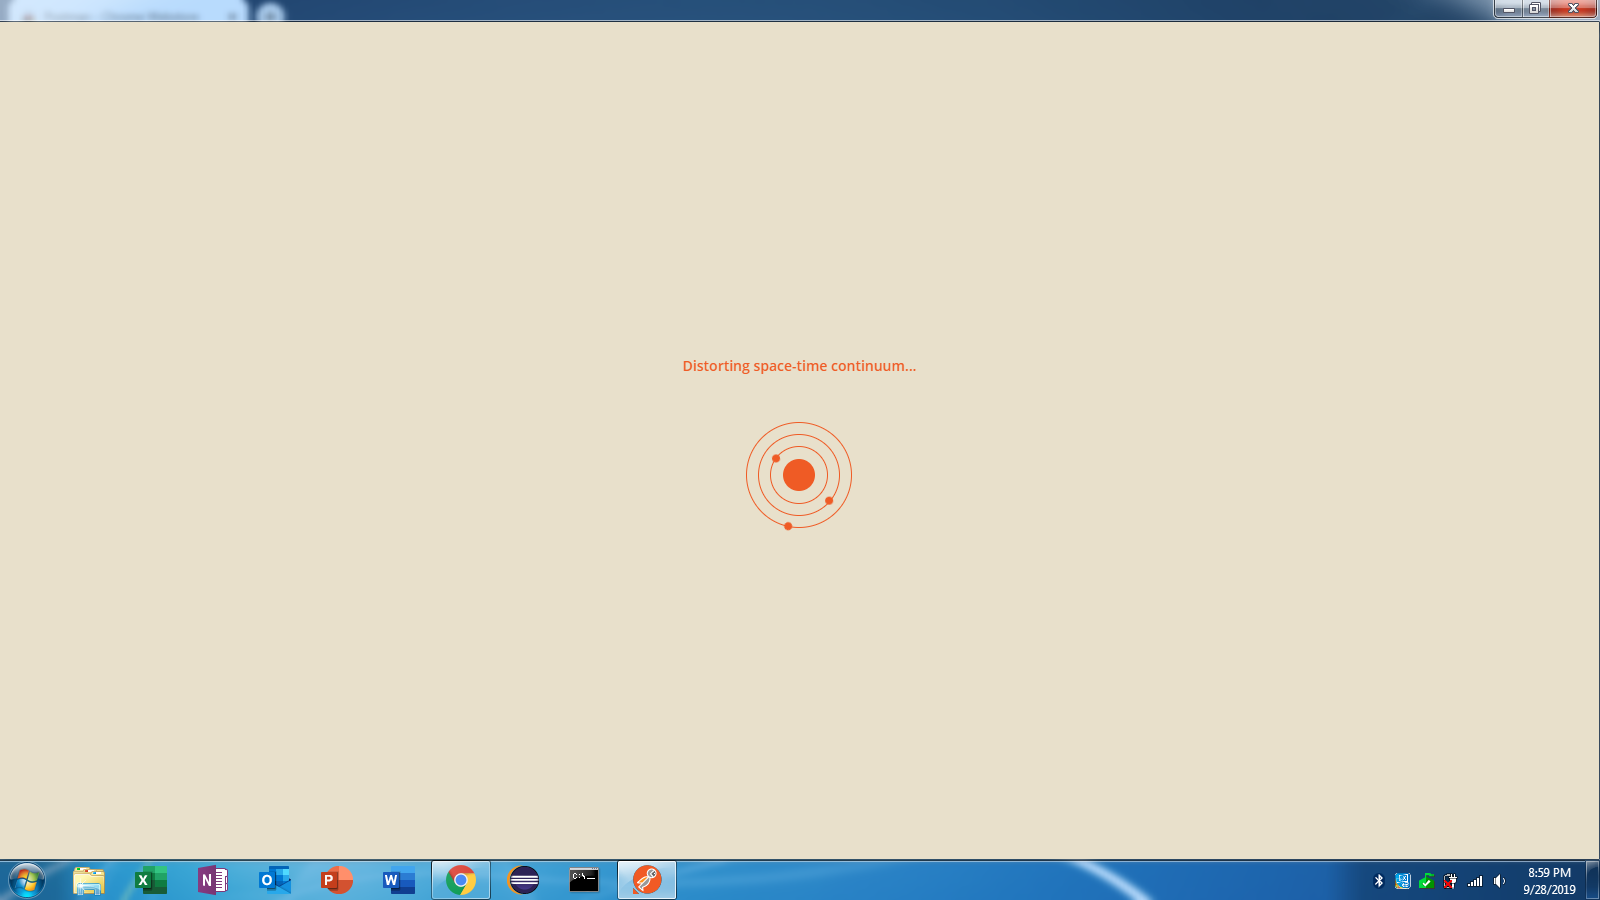 Distorting space-time continuum...
8:59 PM
9/28/2019